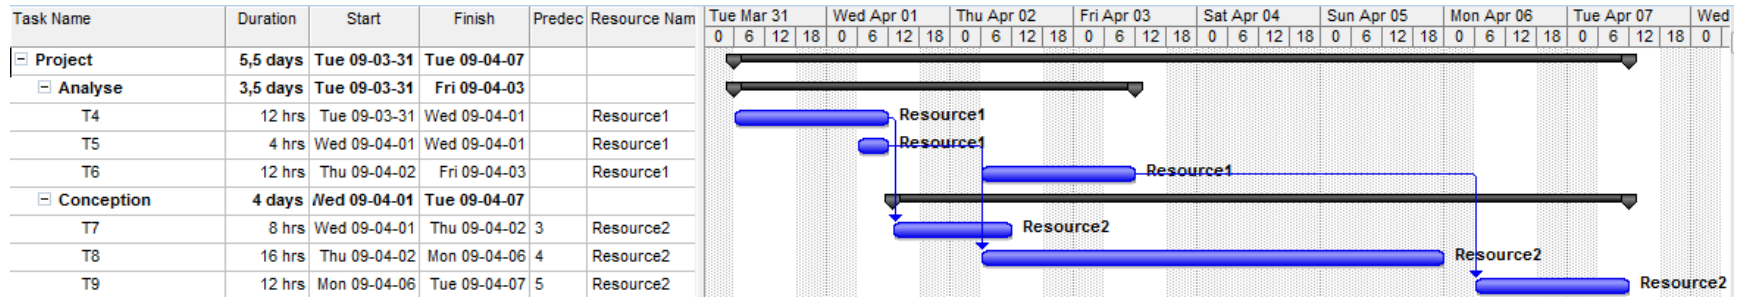 Task Name Duration Start Finish Predec Resource Nam Tue Mar 31 Wed Apr 01 Thu Apr 02 Fri Apr 03 Sat Apr 04 Sun Apr 05 Mon Apr 06 Tue Apr 07 Wed
0 6 12 18 0 6 12 18 0 6 12 18 0 6 12 18 0 6 12 18 0 6 12 18 0 6 12 18 0 6 12 18 0
Project 5,5 days Tue 09-03-31 Tue 09-04-07
Analyse 3,5 days Tue 09-03-31 Fri 09-04-03
T4 12 hrs Tue 09-03-31 Wed 09-04-01 Resource1 Resource1
T5 4 hrs Wed 09-04-01 Wed 09-04-01 Resource1 Resource1
T6 12 hrs Thu 09-04-02 Fri 09-04-03 Resource1 Resource1
Conception 4 days Wed 09-04-01 Tue 09-04-07
T7 8 hrs Wed 09-04-01 Thu 09-04-02 3 Resource2 Resource2
T8 16 hrs Thu 09-04-02 Mon 09-04-06 4 Resource2 Resource2
T9 12 hrs Mon 09-04-06 Tue 09-04-07 5 Resource2 Resource2